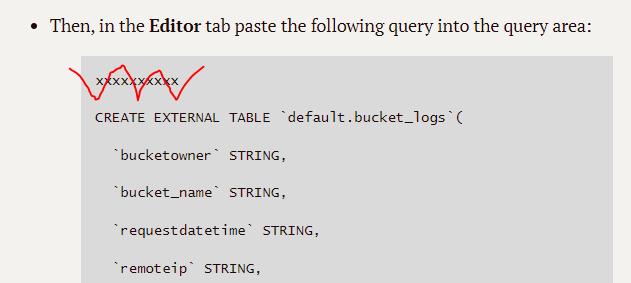 Then, in the Editor tab paste the following query into the query area:
xxxxxxxxxx
CREATE EXTERNAL TABLE `default.bucket_logs`(
`bucketowner` STRING,
`bucket_name` STRING,
`requestdatetime` STRING,
`remoteip` STRING,